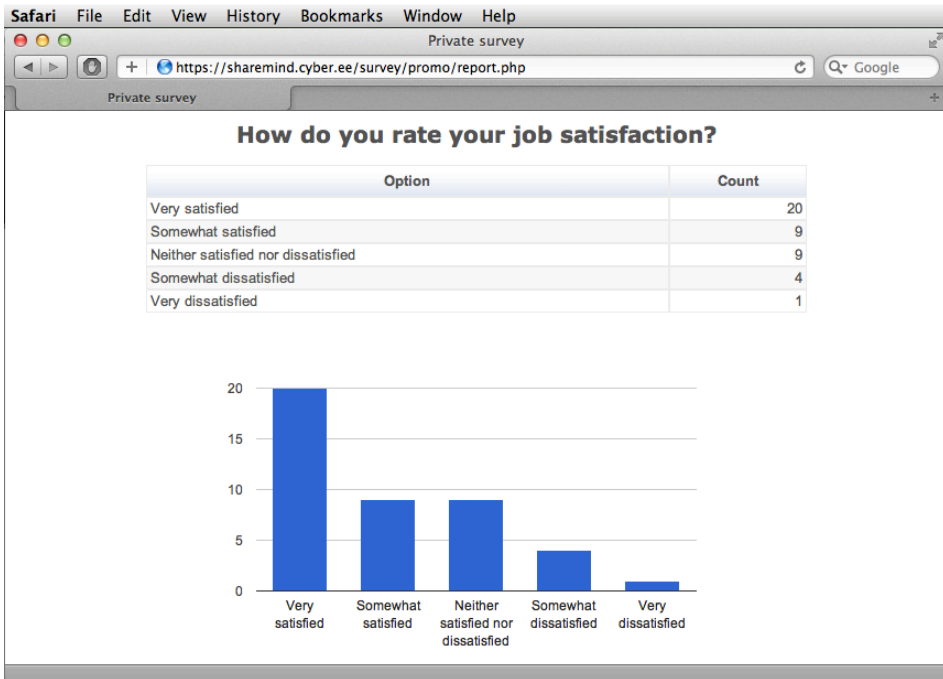 Safari File Edit View History Bookmarks Window Help
Private survey
+ https://sharemind.cyber.ee/survey/promo/report.php Google
Private survey +
How do you rate your job satisfaction?
Option Count
Very satisfied 20
Somewhat satisfied 9
Neither satisfied nor dissatisfied 9
Somewhat dissatisfied 4
Very dissatisfied 1
20
15
10
5
0
Very satisfied
Somewhat satisfied
Neither satisfied nor dissatisfied
Somewhat dissatisfied
Very dissatisfied